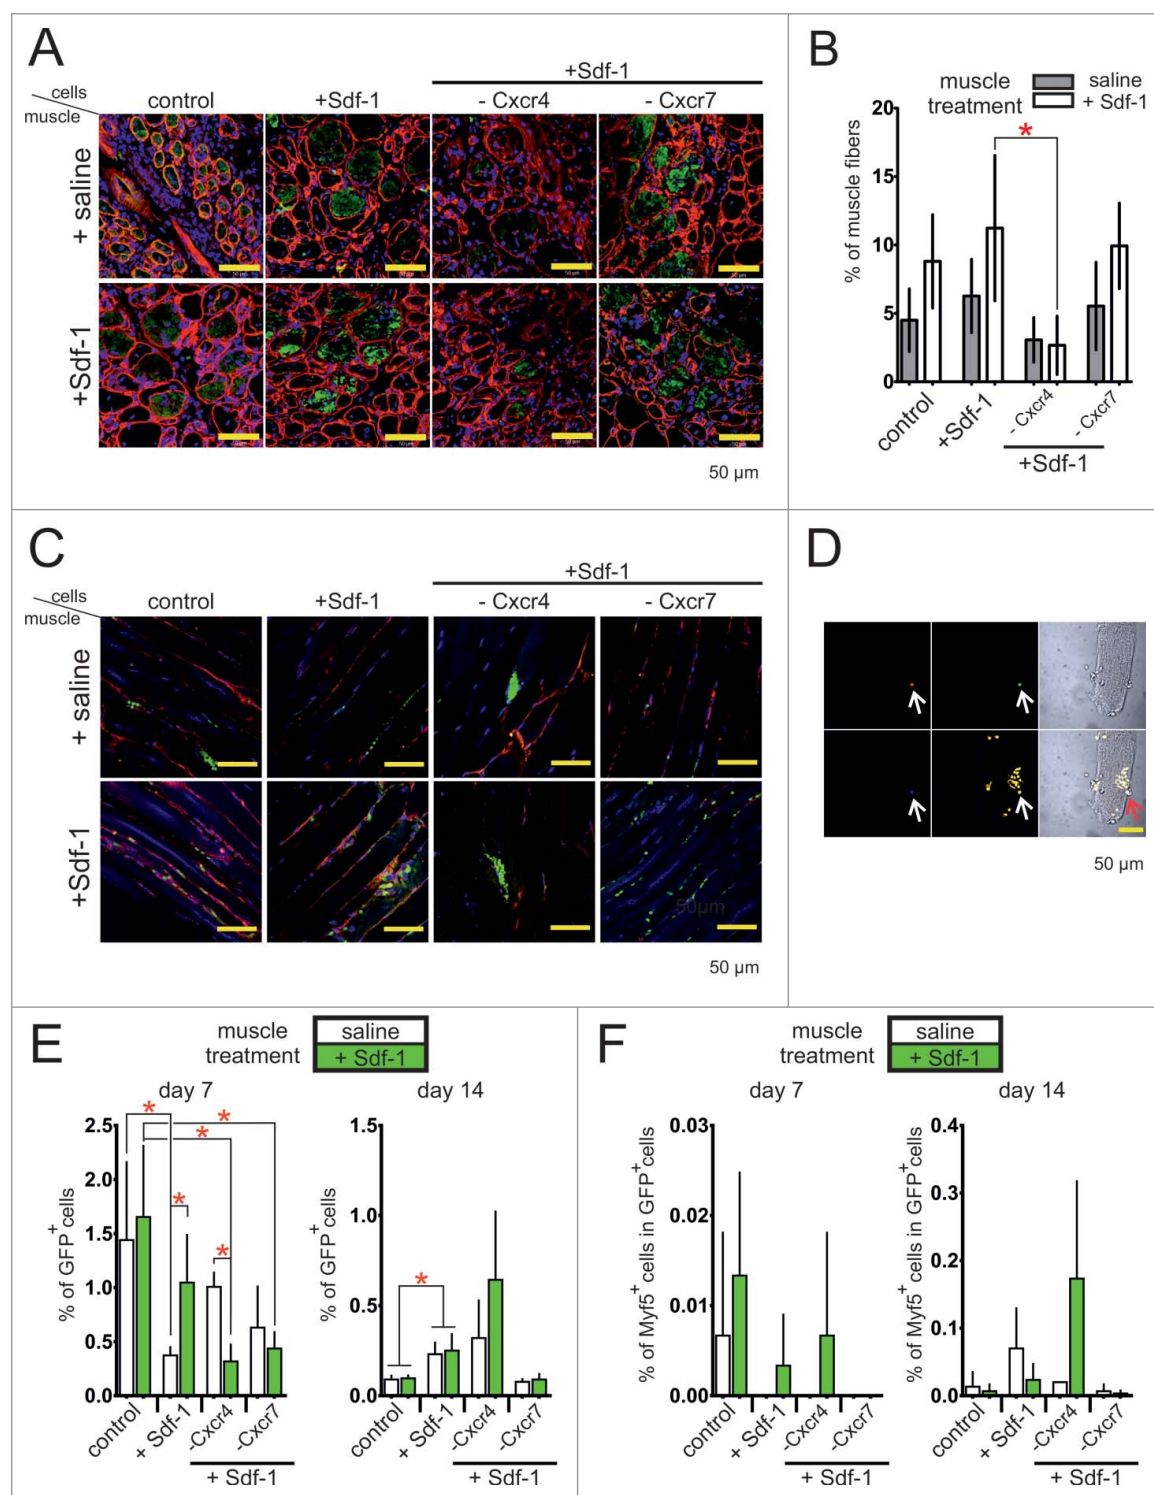 A
+Sdf-1
cells
muscle
control
+Sdf-1
- Cxcr4
- Cxcr7
+ saline
+Sdf-1
50 µm
B
muscle
treatment
saline
+ Sdf-1
% of muscle fibers
20
15
10
5
0
*
control
+Sdf-1
- Cxcr4
- Cxcr7
+Sdf-1
C
+Sdf-1
cells
muscle
control
+Sdf-1
- Cxcr4
- Cxcr7
+ saline
+Sdf-1
50µm
50 µm
D
50 µm
E
muscle
treatment
saline
+ Sdf-1
day 7
% of GFP+ cells
2.5
2.0
1.5
1.0
0.5
0.0
* * * * *
control
+ Sdf-1
-Cxcr4
-Cxcr7
+ Sdf-1
day 14
% of GFP+ cells
1.5
1.0
0.5
0.0
*
control
+ Sdf-1
-Cxcr4
-Cxcr7
+ Sdf-1
F
muscle
treatment
saline
+ Sdf-1
day 7
% of Myf5+ cells in GFP+cells
0.03
0.02
0.01
0.00
control
+ Sdf-1
-Cxcr4
-Cxcr7
+ Sdf-1
day 14
% of Myf5+ cells in GFP+cells
0.4
0.3
0.2
0.1
0.0
control
+ Sdf-1
-Cxcr4
-Cxcr7
+ Sdf-1